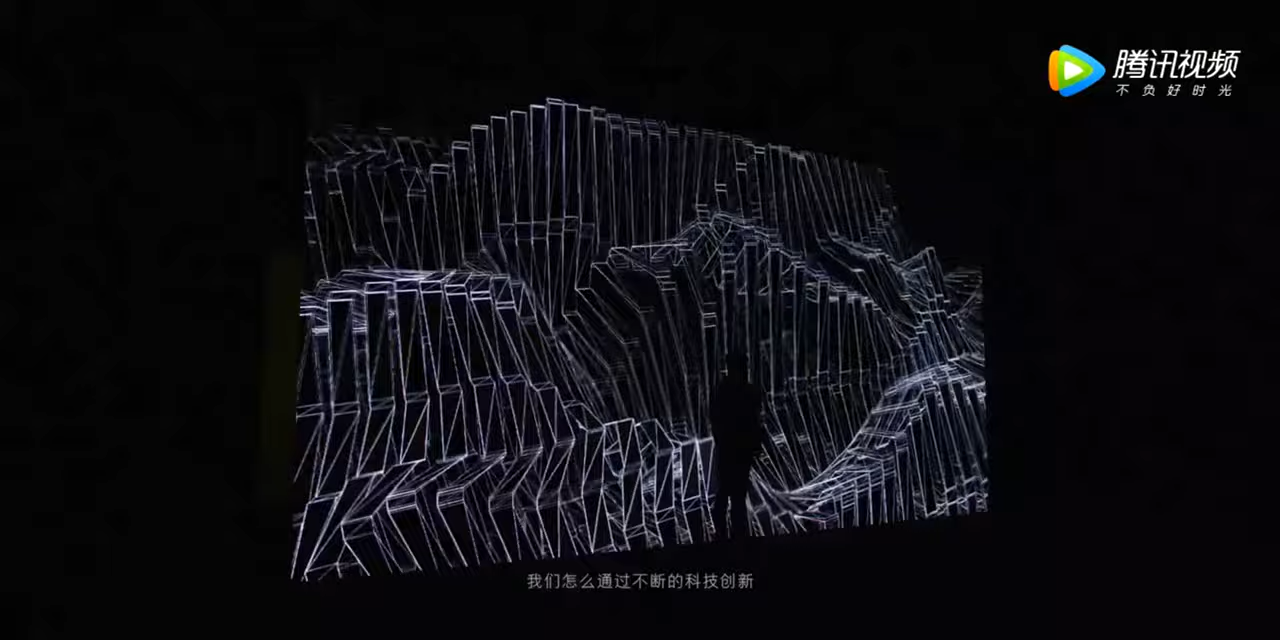 腾讯视频
不负好时光
我们怎么通过不断的科技创新